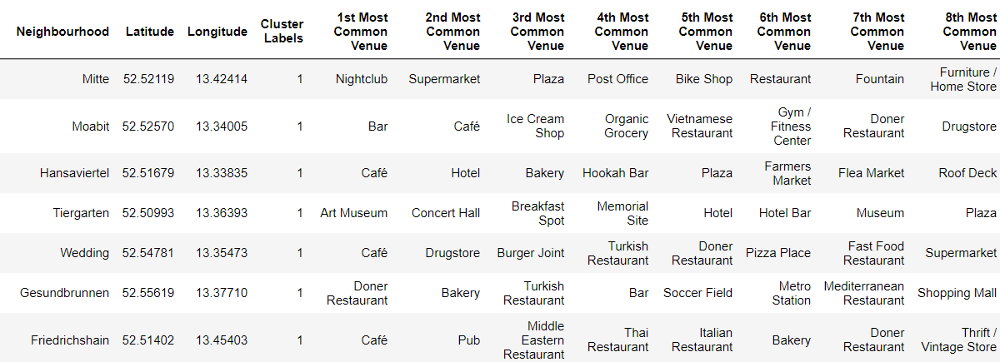 Neighbourhood Latitude Longitude Cluster Labels 1st Most Common Venue 2nd Most Common Venue 3rd Most Common Venue 4th Most Common Venue 5th Most Common Venue 6th Most Common Venue 7th Most Common Venue 8th Most Common Venue
Mitte 52.52119 13.42414 1 Nightclub Supermarket Plaza Post Office Bike Shop Restaurant Fountain Furniture / Home Store
Moabit 52.52570 13.34005 1 Bar Café Ice Cream Shop Organic Grocery Vietnamese Restaurant Gym / Fitness Center Doner Restaurant Drugstore
Hansaviertel 52.51679 13.33835 1 Café Hotel Bakery Hookah Bar Plaza Farmers Market Flea Market Roof Deck
Tiergarten 52.50993 13.36393 1 Art Museum Concert Hall Breakfast Spot Memorial Site Hotel Hotel Bar Museum Plaza
Wedding 52.54781 13.35473 1 Café Drugstore Burger Joint Turkish Restaurant Doner Restaurant Pizza Place Fast Food Restaurant Supermarket
Gesundbrunnen 52.55619 13.37710 1 Doner Restaurant Bakery Turkish Restaurant Bar Soccer Field Metro Station Mediterranean Restaurant Shopping Mall
Friedrichshain 52.51402 13.45403 1 Café Pub Middle Eastern Restaurant Thai Restaurant Italian Restaurant Bakery Doner Restaurant Thrift / Vintage Store